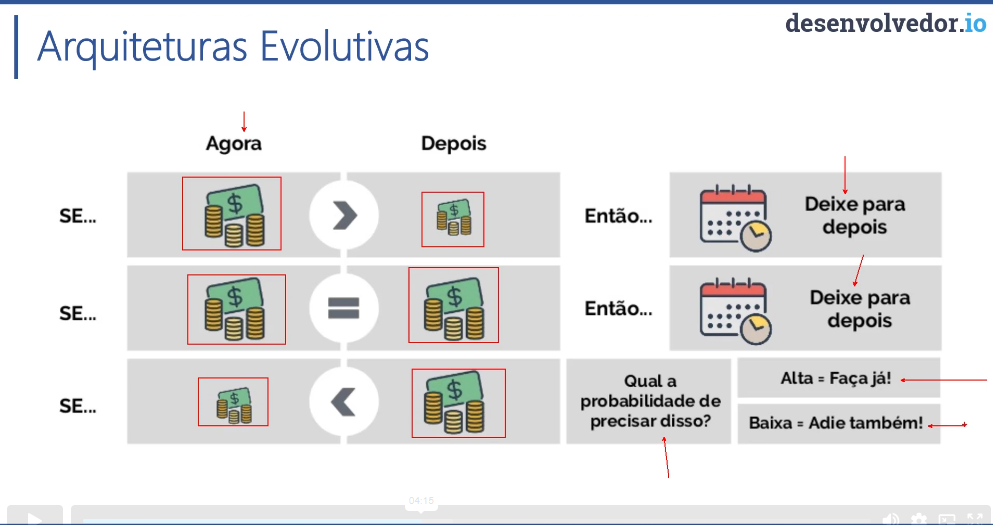 desenvolvedor.io
Arquiteturas Evolutivas
Agora
Depois
SE...
$
$
Então...
Deixe para
depois
SE...
$
$
Então...
Deixe para
depois
SE...
$
$
Qual a
probabilidade de
precisar disso?
Alta = Faça já!
Baixa = Adie também!
04:15